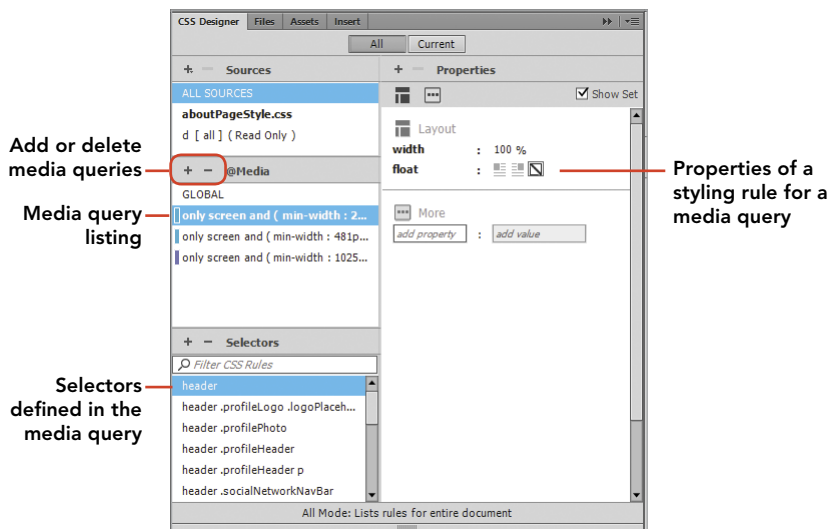 CSS Designer Files Assets Insert
All Current
Sources
ALL SOURCES
aboutPageStyle.css
d [ all ] ( Read Only )
Add or delete
media queries
+ − @Media
GLOBAL
Media query
listing
only screen and ( min-width : 2...
only screen and ( min-width : 481p...
only screen and ( min-width : 1025...
+ − Selectors
Filter CSS Rules
Selectors
defined in the
media query
header
header .profileLogo .logoPlaceh...
header .profilePhoto
header .profileHeader
header .profileHeader p
header .socialNetworkNavBar
+ − Properties
Show Set
Layout
width : 100 %
float :
More
add property : add value
Properties of a
styling rule for a
media query
All Mode: Lists rules for entire document